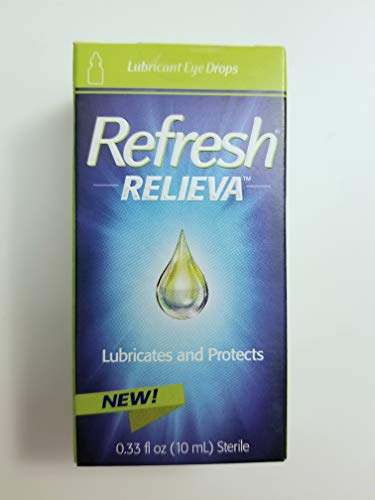 Lubricant Eye Drops
Refresh®
RELIEVA™
Lubricates and Protects
NEW!
0.33 fl oz (10 mL) Sterile